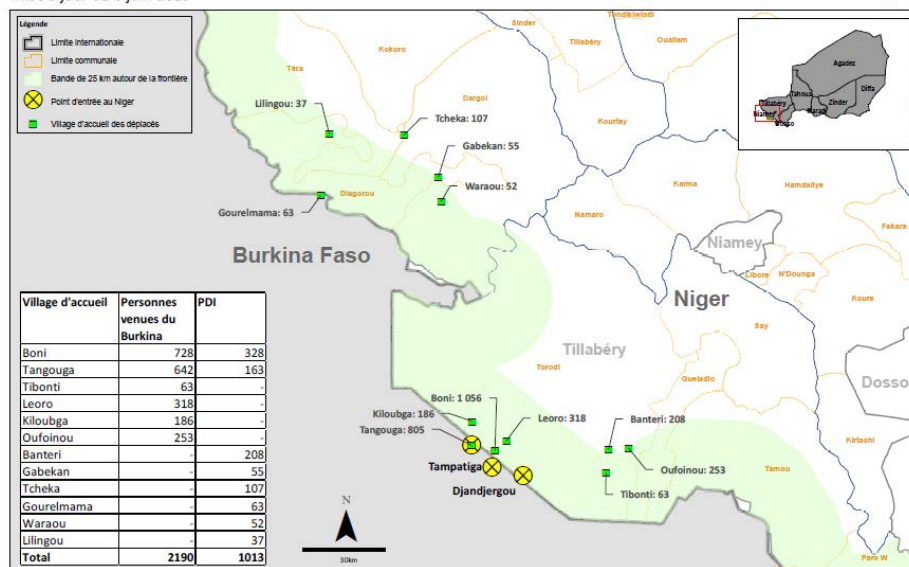 Légende
Limite internationale
Limite communale
Bande de 25 km autour de la frontière
Point d'entrée au Niger
Village d'accueil des déplacés
Tondikiwindi
Sinder
Tillabéry
Ouallam
Kokoro
Téra
Dargol
Kourfey
Lilingou: 37
Tcheka: 107
Gabekan: 55
Waraou: 52
Diagorou
Gourelmama: 63
Karma
Hamdallye
Namaro
Fakara
Niamey
Libore
N'Dounga
Koure
Burkina Faso
Niger
Say
Tillabéry
Torodi
Gueladio
Dosso
Kirtachi
Tamou
Parc W
Agadez
Tahoua
Diffa
Zinder
Maradi
Tillabéry
Niamey
Dosso
Boni: 1 056
Kiloubga: 186
Tangouga: 805
Leoro: 318
Banteri: 208
Oufoinou: 253
Tibonti: 63
Tampatiga
Djandjergou
N
30km
Village d'accueil Personnes venues du Burkina PDI
Boni 728 328
Tangouga 642 163
Tibonti 63 -
Leoro 318 -
Kiloubga 186 -
Oufoinou 253 -
Banteri - 208
Gabekan - 55
Tcheka - 107
Gourelmama - 63
Waraou - 52
Lilingou - 37
Total 2190 1013